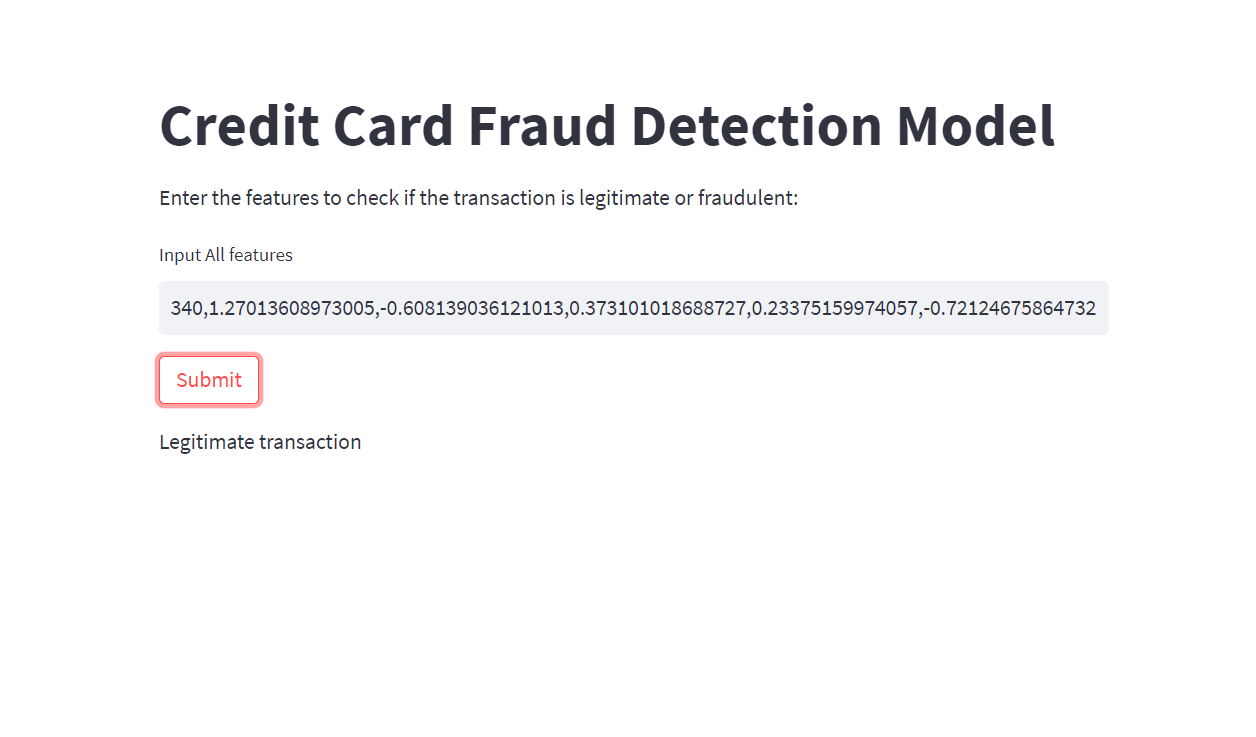 Credit Card Fraud Detection Model
Enter the features to check if the transaction is legitimate or fraudulent:
Input All features
340,1.27013608973005,-0.608139036121013,0.373101018688727,0.23375159974057,-0.72124675864732
Submit
Legitimate transaction